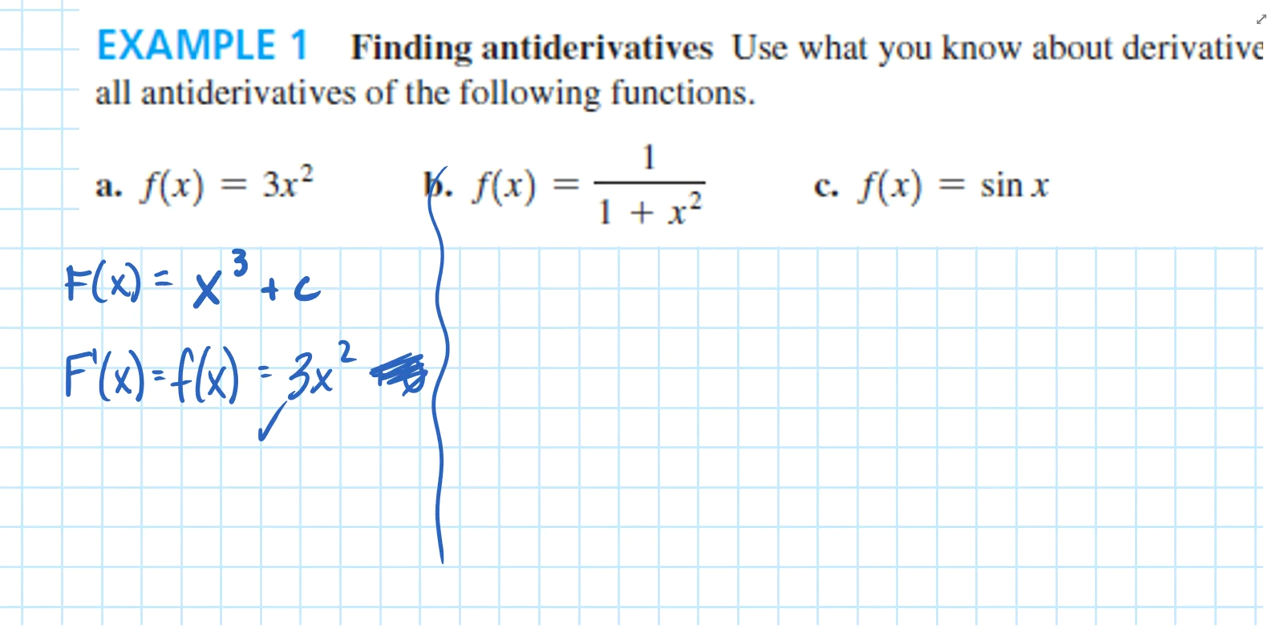 EXAMPLE 1 Finding antiderivatives Use what you know about derivative
all antiderivatives of the following functions.
a. f(x) = 3x² b. f(x) = 1/(1 + x²) c. f(x) = sin x
F(x) = x³ + c
F'(x) = f(x) = 3x² ✓